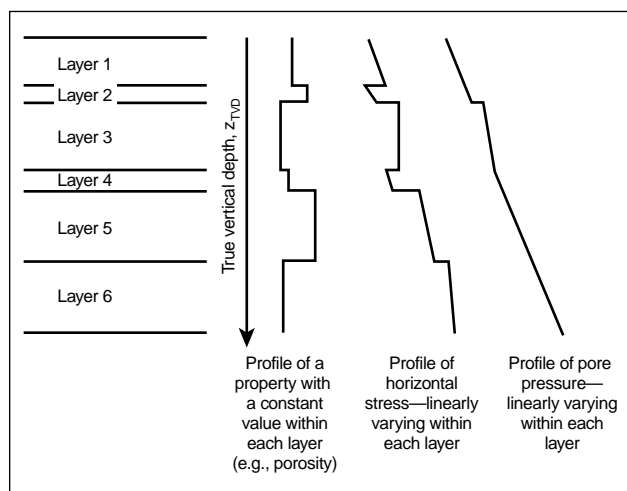 Layer 1
Layer 2
Layer 3
Layer 4
Layer 5
Layer 6
True vertical depth, zTVD
Profile of a
property with
a constant
value within
each layer
(e.g., porosity)
Profile of
horizontal
stress—linearly
varying within
each layer
Profile of pore
pressure—
linearly varying
within each
layer